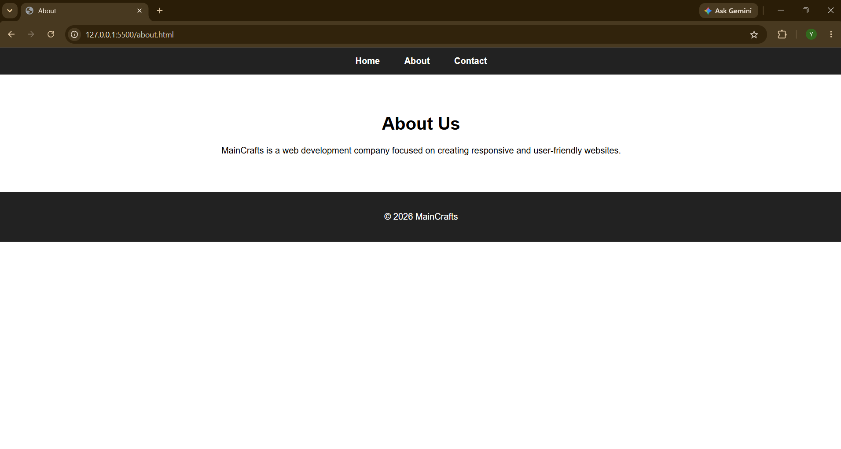 About
Ask Gemini
127.0.0.1:5500/about.html
Y
Home About Contact
About Us
MainCrafts is a web development company focused on creating responsive and user-friendly websites.
© 2026 MainCrafts